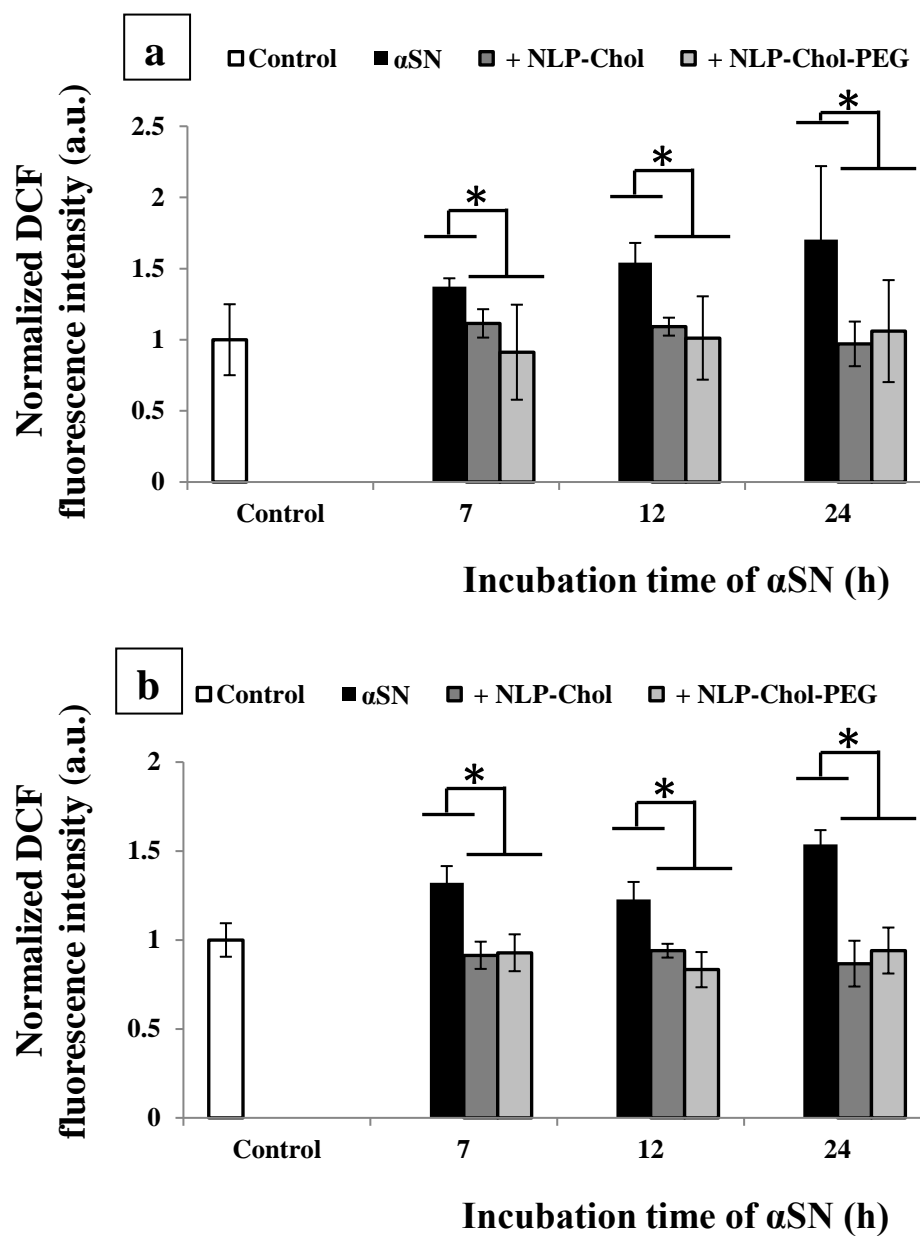 a
Control αSN + NLP-Chol + NLP-Chol-PEG
Normalized DCF
fluorescence intensity (a.u.)
2.5
2
1.5
1
0.5
0
* * *
Control 7 12 24
Incubation time of αSN (h)
b
Control αSN + NLP-Chol + NLP-Chol-PEG
Normalized DCF
fluorescence intensity (a.u.)
2
1.5
1
0.5
0
* * *
Control 7 12 24
Incubation time of αSN (h)